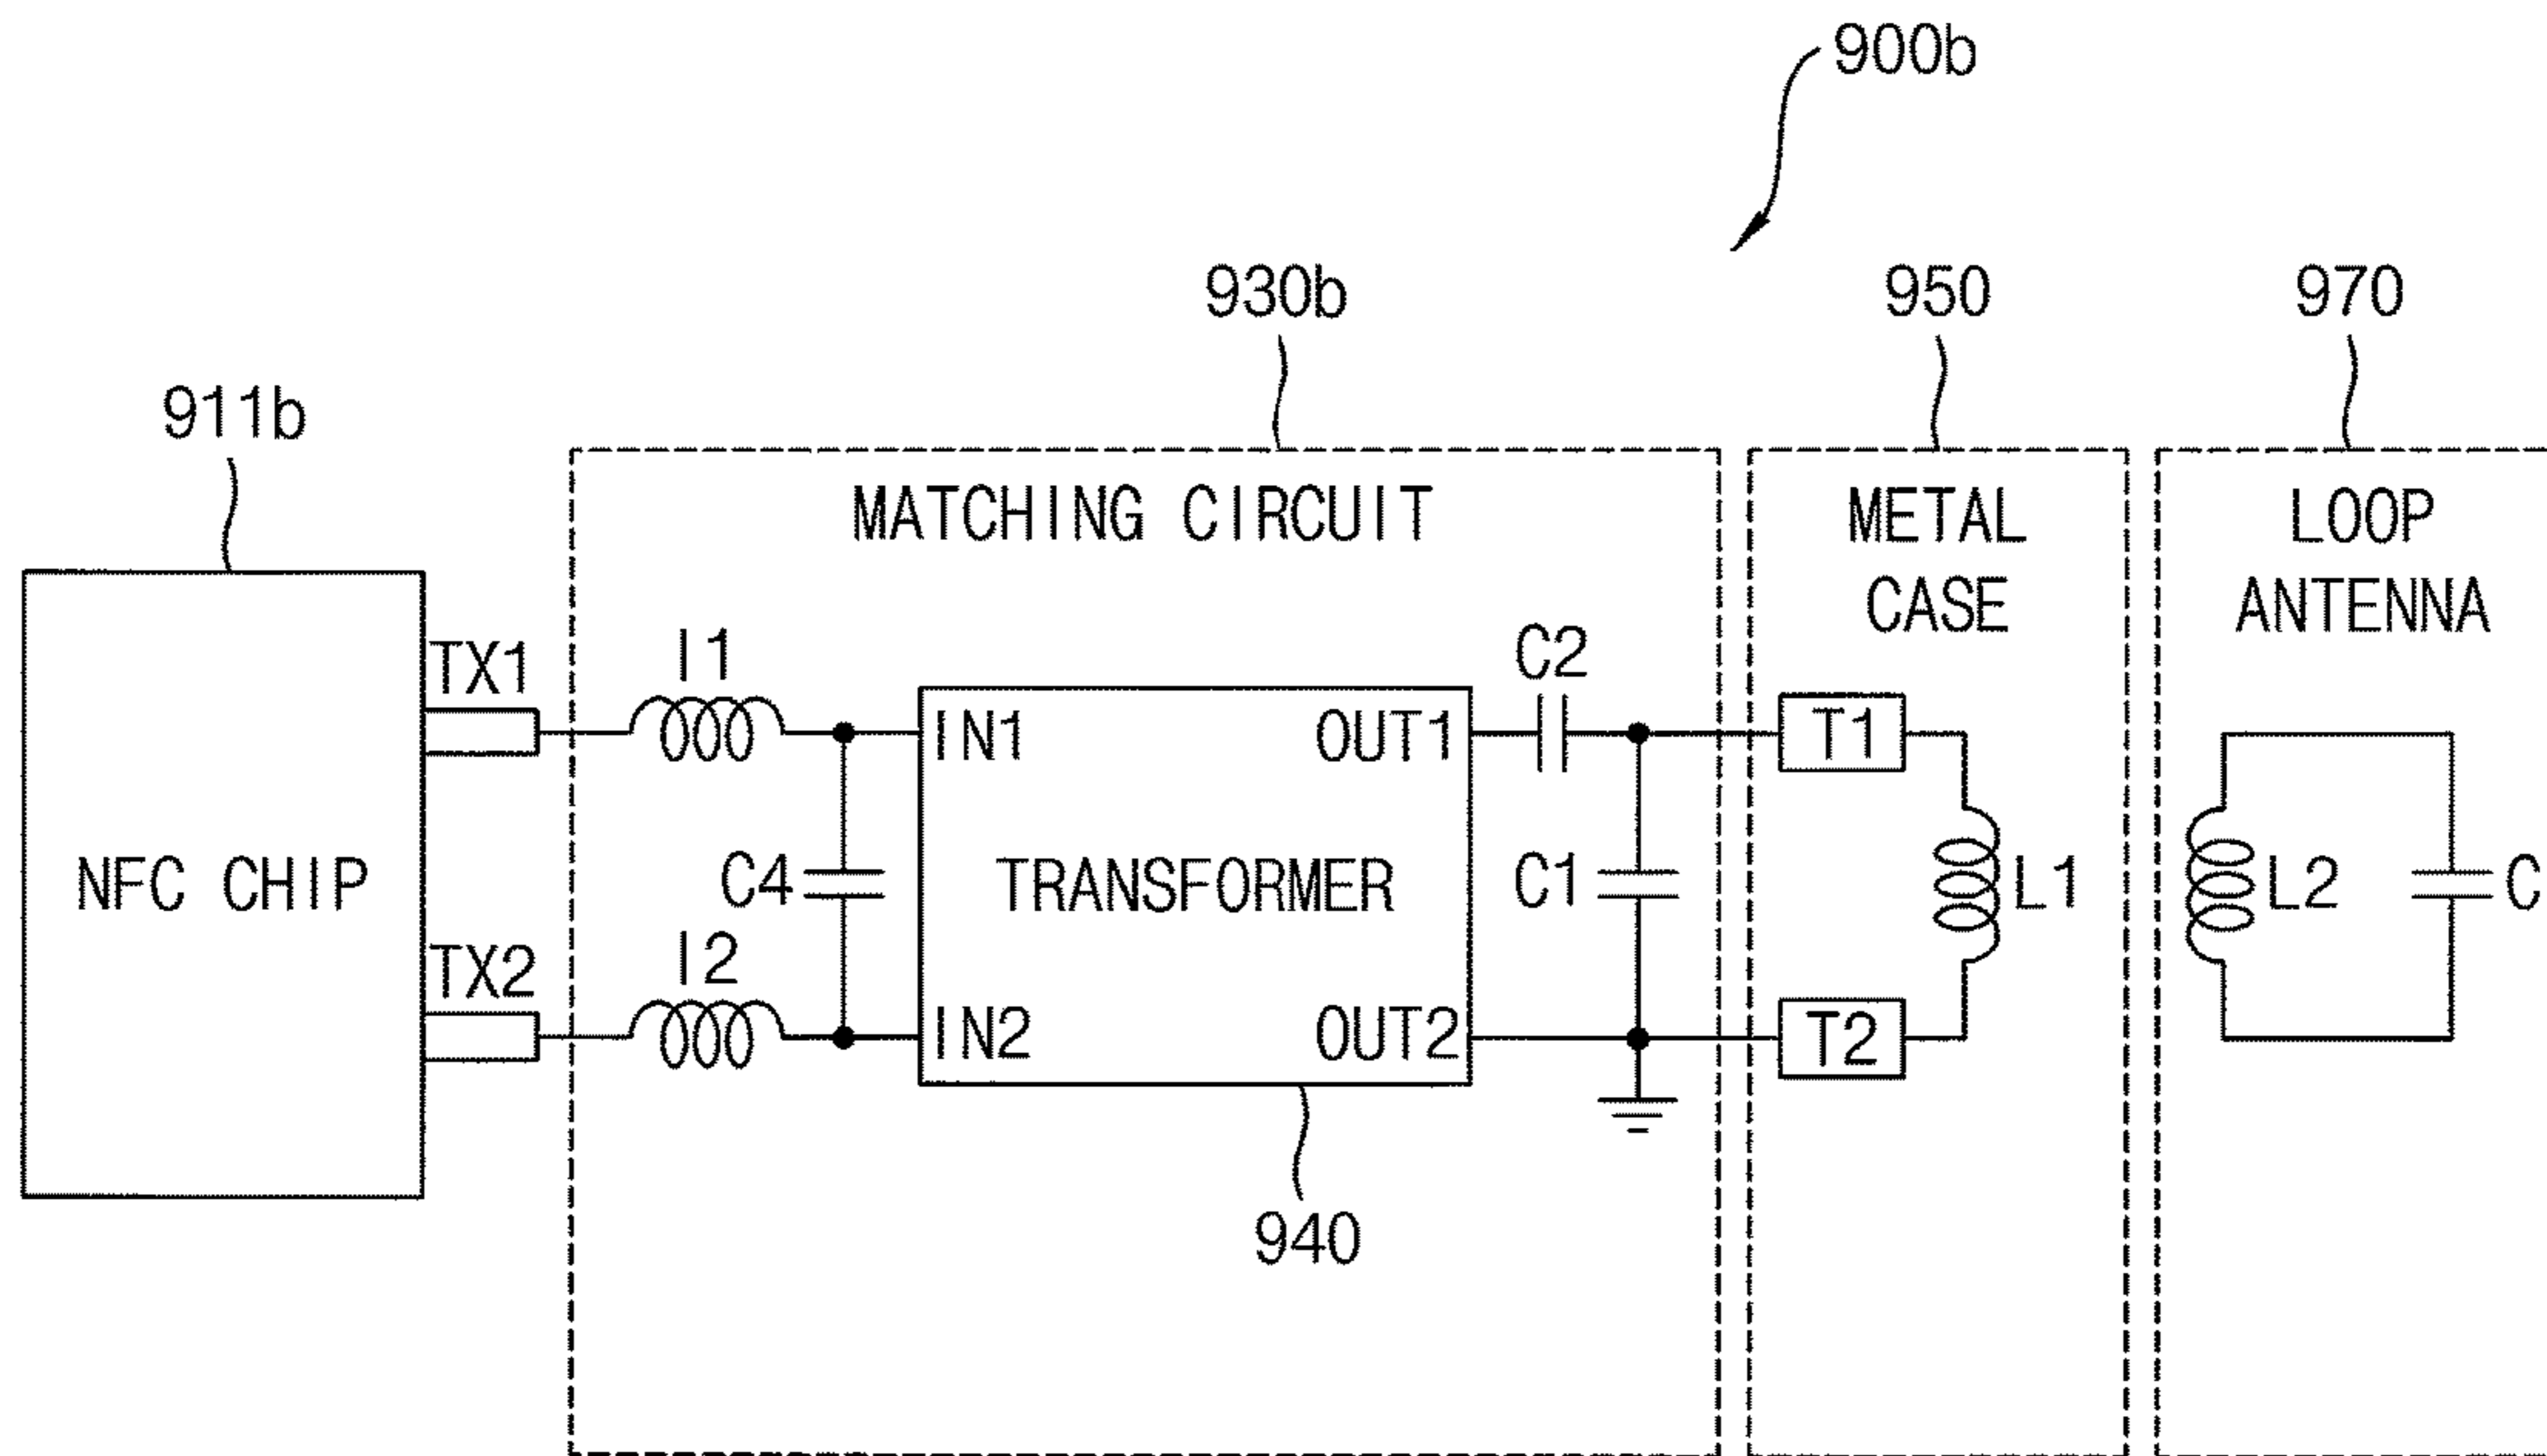 900b
930b
950
970
911b
MATCHING CIRCUIT
METAL
CASE
LOOP
ANTENNA
TX1
I1
C2
IN1
OUT1
T1
NFC CHIP
C4
TRANSFORMER
C1
L1
L2
C
TX2
I2
IN2
OUT2
T2
940